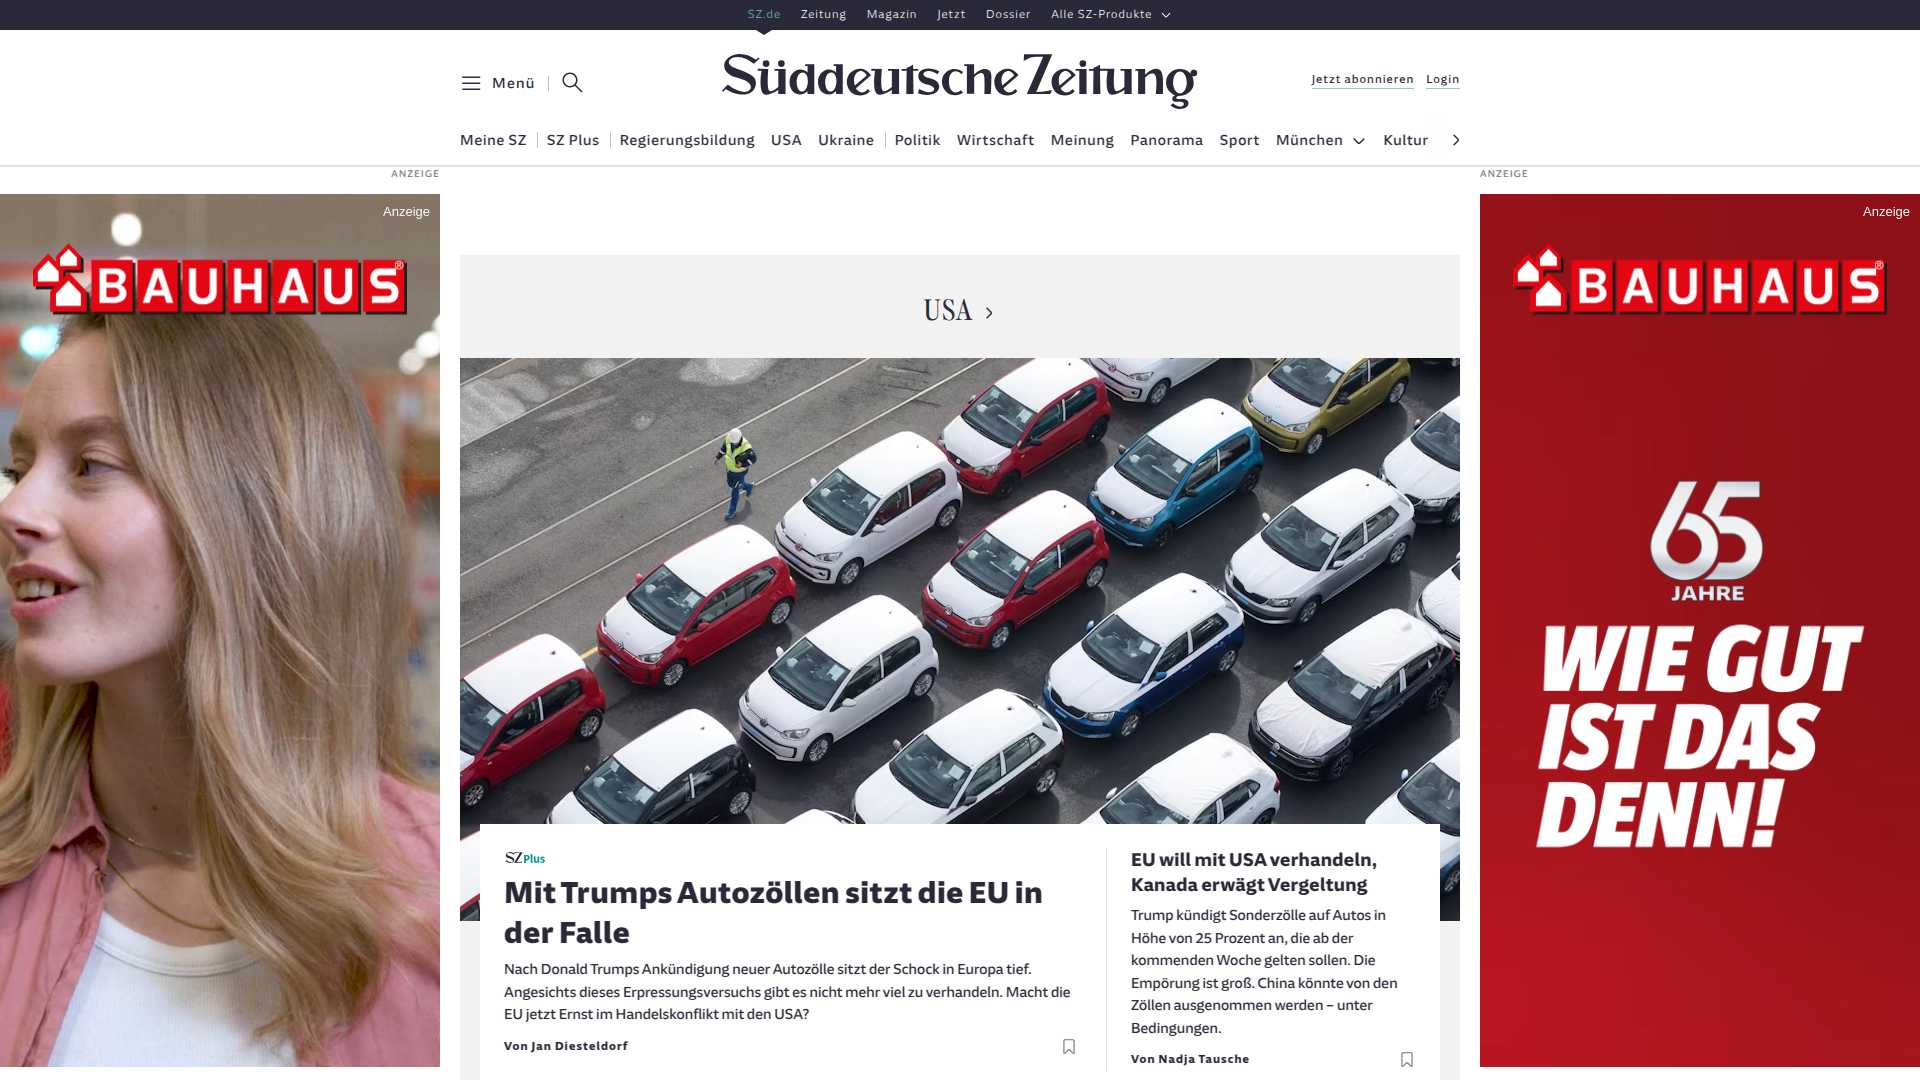 SZ.de Zeitung Magazin Jetzt Dossier Alle SZ-Produkte
Menü
Süddeutsche Zeitung
Jetzt abonnieren Login
Meine SZ SZ Plus Regierungsbildung USA Ukraine Politik Wirtschaft Meinung Panorama Sport München Kultur
ANZEIGE
ANZEIGE
Anzeige
BAUHAUS®
Anzeige
BAUHAUS®
65
JAHRE
WIE GUT
IST DAS
DENN!
USA
SZ Plus
Mit Trumps Autozöllen sitzt die EU in
der Falle
Nach Donald Trumps Ankündigung neuer Autozölle sitzt der Schock in Europa tief.
Angesichts dieses Erpressungsversuchs gibt es nicht mehr viel zu verhandeln. Macht die
EU jetzt Ernst im Handelskonflikt mit den USA?
Von Jan Diesteldorf
EU will mit USA verhandeln,
Kanada erwägt Vergeltung
Trump kündigt Sonderzölle auf Autos in
Höhe von 25 Prozent an, die ab der
kommenden Woche gelten sollen. Die
Empörung ist groß. China könnte von den
Zöllen ausgenommen werden – unter
Bedingungen.
Von Nadja Tausche